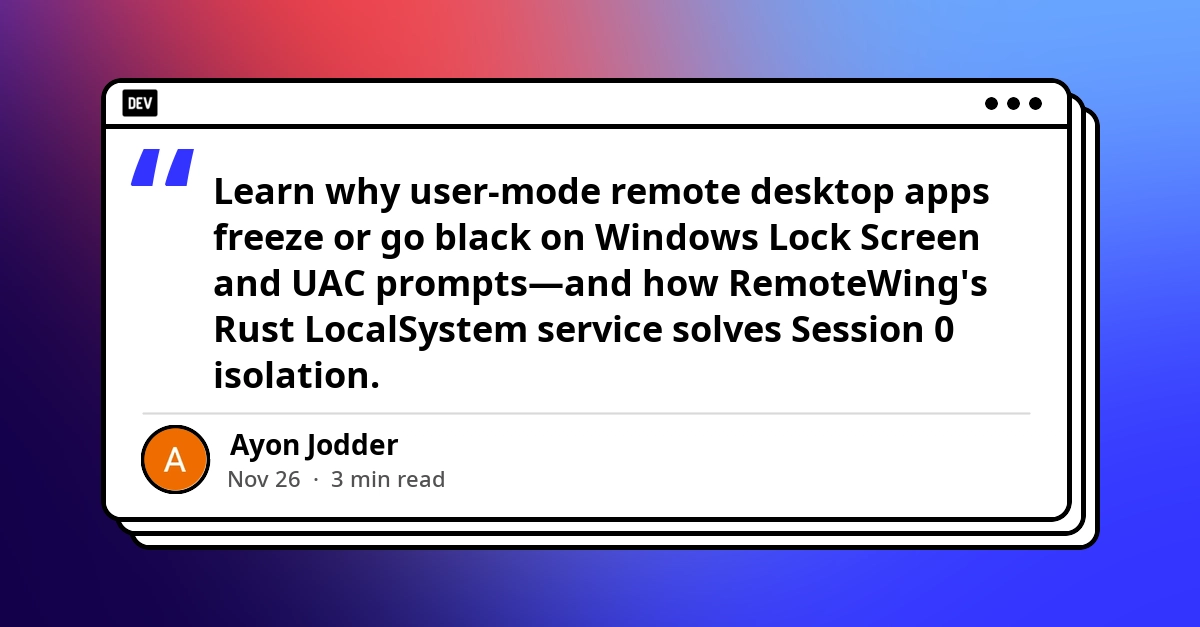 DEV
“
Learn why user-mode remote desktop apps
freeze or go black on Windows Lock Screen
and UAC prompts—and how RemoteWing's
Rust LocalSystem service solves Session 0
isolation.
A
Ayon Jodder
Nov 26 · 3 min read